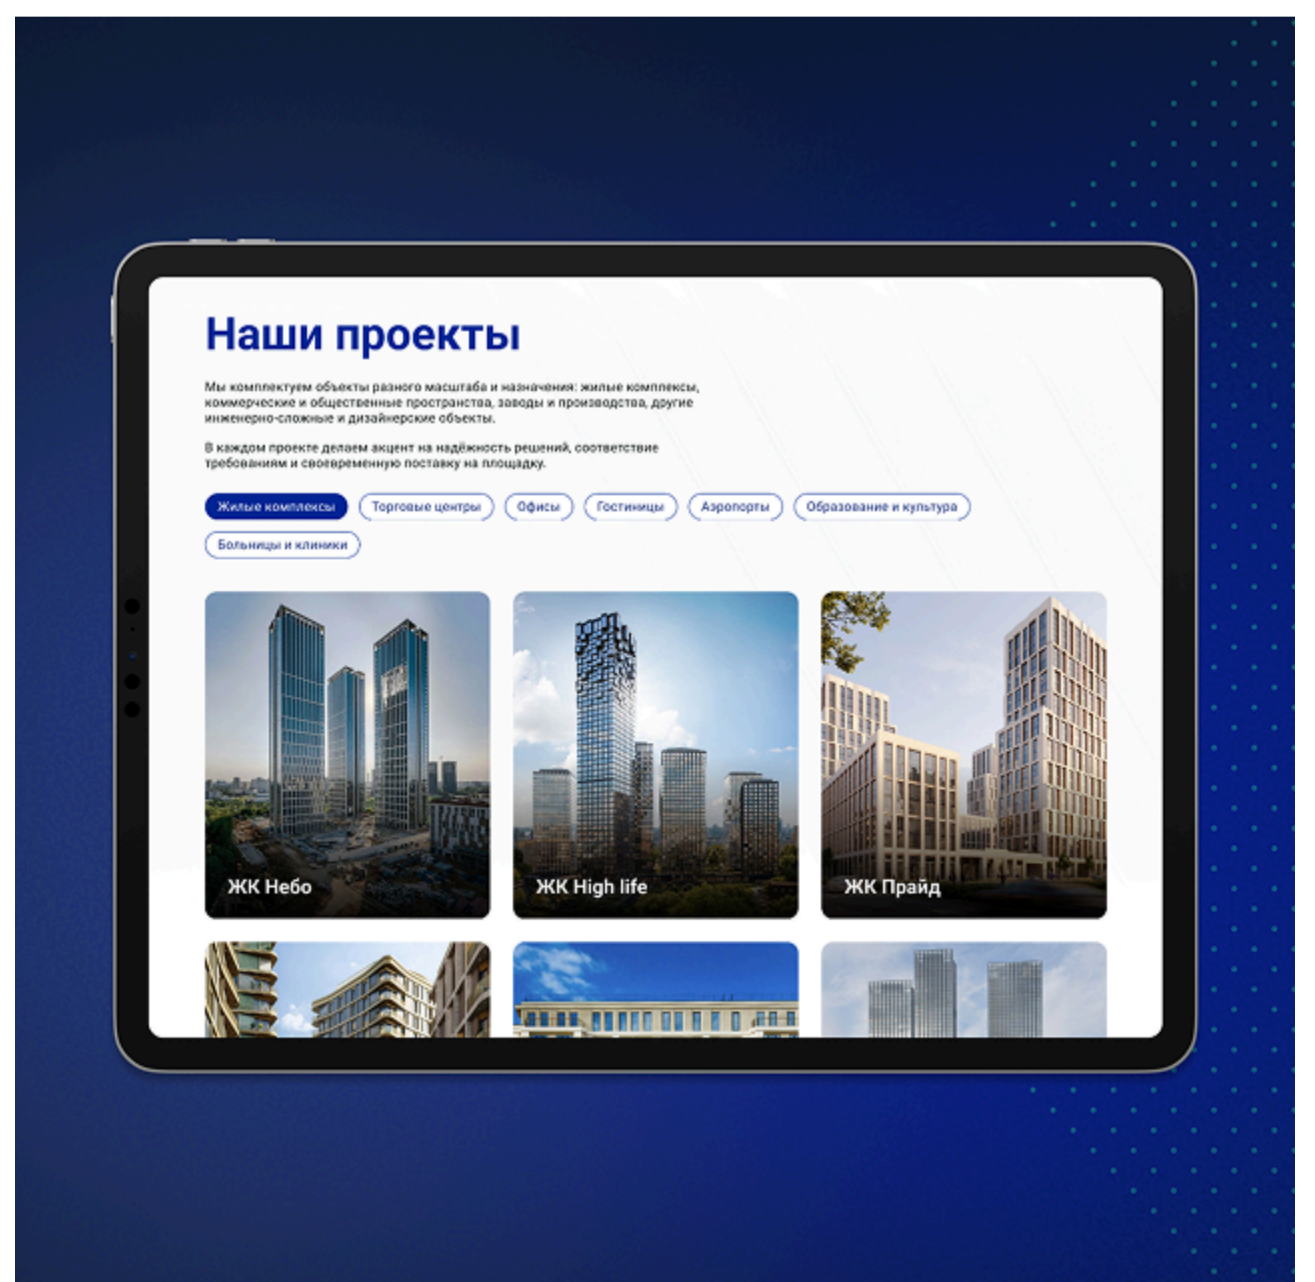 Наши проекты
Мы комплектуем объекты разного масштаба и назначения: жилые комплексы,
коммерческие и общественные пространства, заводы и производства, другие
инженерно-сложные и дизайнерские объекты.
В каждом проекте делаем акцент на надёжность решений, соответствие
требованиям и своевременную поставку на площадку.
Жилые комплексы
Торговые центры
Офисы
Гостиницы
Аэропорты
Образование и культура
Больницы и клиники
ЖК Небо
ЖК High life
ЖК Прайд